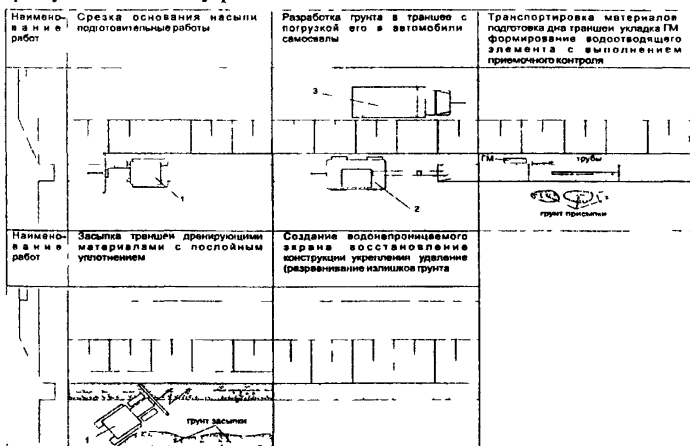 Наимено-
вание
работ
Срезка основания насыпи
подготовительные работы
Разработка грунта в траншее с
погрузкой его в автомобили
самосвалы
Транспортировка материалов
подготовка дна траншеи укладка ГМ
формирование водоотводящего
элемента с выполнением
приемочного контроля
3
1
2
ГМ
трубы
грунт присыпки
Наимено-
вание
работ
Засыпка траншеи дренирующими
материалами с послойным
уплотнением
Создание водонепроницаемого
экрана восстановление
конструкции укрепления удаление
(разравнивание излишков грунта
1
грунт засыпки